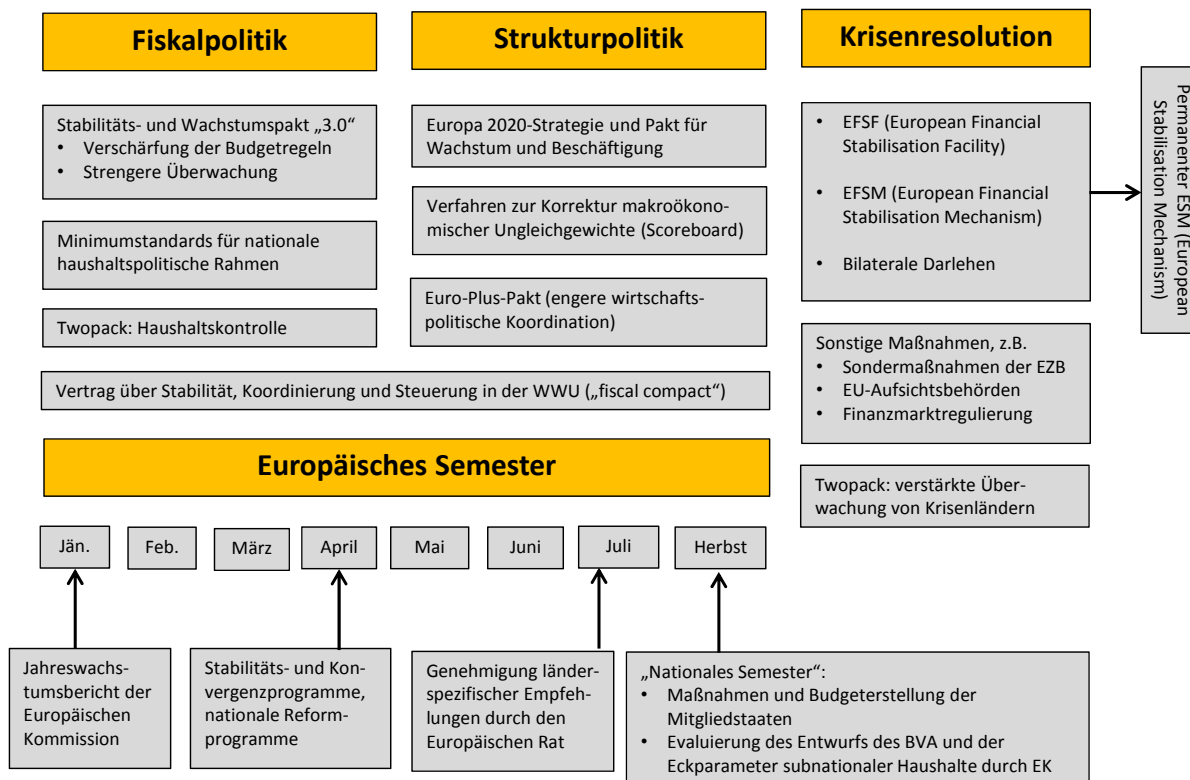 Fiskalpolitik
Stabilitäts- und Wachstumspakt „3.0“
• Verschärfung der Budgetregeln
• Strengere Überwachung
Minimumstandards für nationale
haushaltspolitische Rahmen
Twopack: Haushaltskontrolle
Strukturpolitik
Europa 2020-Strategie und Pakt für
Wachstum und Beschäftigung
Verfahren zur Korrektur makroökono-
mischer Ungleichgewichte (Scoreboard)
Euro-Plus-Pakt (engere wirtschafts-
politische Koordination)
Vertrag über Stabilität, Koordinierung und Steuerung in der WWU („fiscal compact“)
Krisenresolution
• EFSF (European Financial
Stabilisation Facility)
• EFSM (European Financial
Stabilisation Mechanism)
• Bilaterale Darlehen
Permanenter ESM (European
Stabilisation Mechanism)
Sonstige Maßnahmen, z.B.
• Sondermaßnahmen der EZB
• EU-Aufsichtsbehörden
• Finanzmarktregulierung
Twopack: verstärkte Über-
wachung von Krisenländern
Europäisches Semester
Jän.
Feb.
März
April
Mai
Juni
Juli
Herbst
Jahreswachs-
tumsbericht der
Europäischen
Kommission
Stabilitäts- und Kon-
vergenzprogramme,
nationale Reform-
programme
Genehmigung länder-
spezifischer Empfeh-
lungen durch den
Europäischen Rat
„Nationales Semester“:
• Maßnahmen und Budgeterstellung der
Mitgliedstaaten
• Evaluierung des Entwurfs des BVA und der
Eckparameter subnationaler Haushalte durch EK